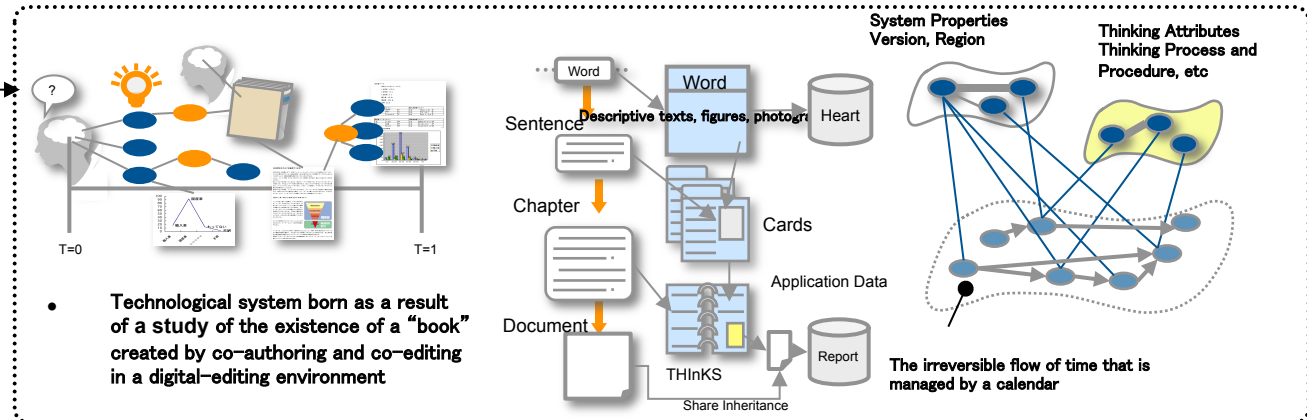 ?
T=0
T=1
• Technological system born as a result
of a study of the existence of a “book”
created by co-authoring and co-editing
in a digital-editing environment
Word
Word
Sentence
Descriptive texts, figures, photogra
Heart
Chapter
Cards
Application Data
Document
THInKS
Report
Share Inheritance
System Properties
Version, Region
Thinking Attributes
Thinking Process and
Procedure, etc
The irreversible flow of time that is
managed by a calendar